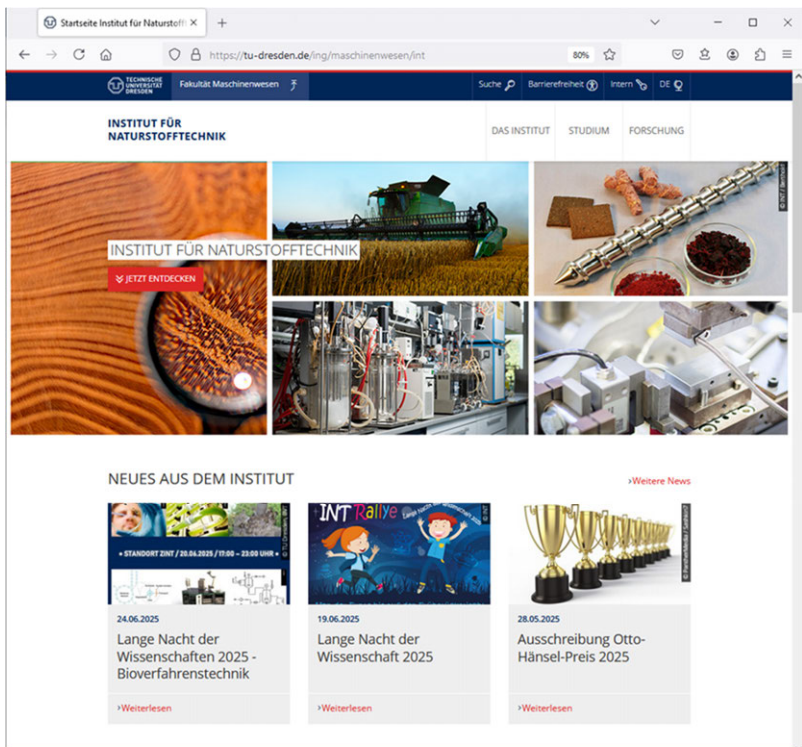 Startseite Institut für Naturstoff
https://tu-dresden.de/ing/maschinenwesen/int
80%
TECHNISCHE
UNIVERSITÄT
DRESDEN
Fakultät Maschinenwesen
Suche
Barrierefreiheit
Intern
DE
INSTITUT FÜR
NATURSTOFFTECHNIK
DAS INSTITUT
STUDIUM
FORSCHUNG
INSTITUT FÜR NATURSTOFFTECHNIK
JETZT ENTDECKEN
NEUES AUS DEM INSTITUT
›Weitere News
• STANDORT ZINT / 20.06.2025 / 17:00 – 23:00 UHR •
24.06.2025
Lange Nacht der
Wissenschaften 2025 -
Bioverfahrenstechnik
›Weiterlesen
INT Rallye
© INT
19.06.2025
Lange Nacht der
Wissenschaft 2025
›Weiterlesen
28.05.2025
Ausschreibung Otto-
Hänsel-Preis 2025
›Weiterlesen